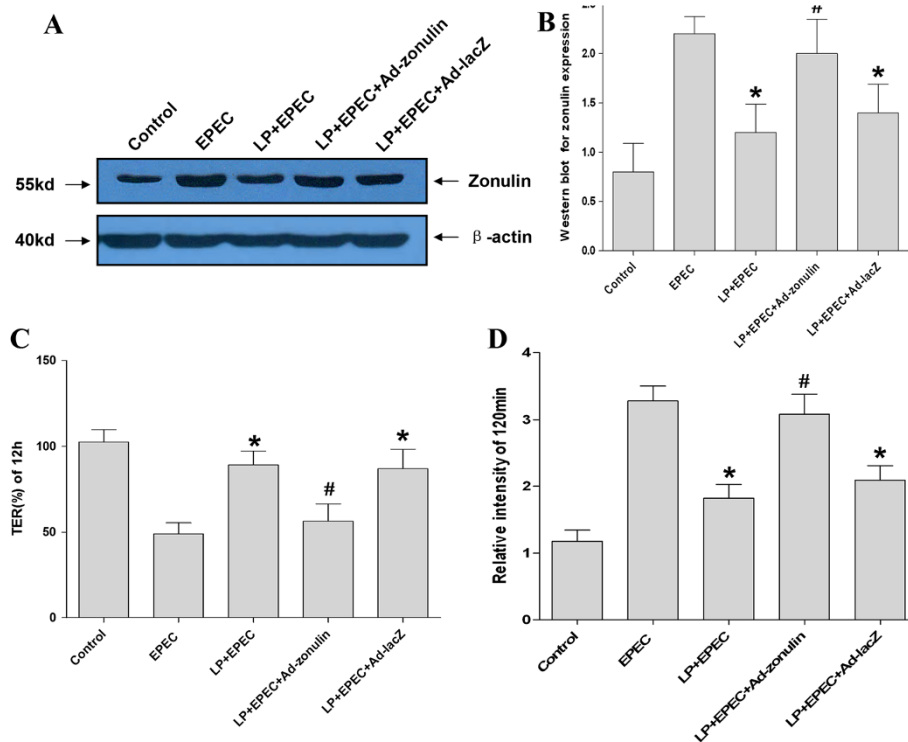 A
Control
EPEC
LP+EPEC
LP+EPEC+Ad-zonulin
LP+EPEC+Ad-lacZ
55kd
Zonulin
40kd
β-actin
B
Western blot for zonulin expression
2.0
1.5
1.0
0.5
0.0
#
*
*
Control
EPEC
LP+EPEC
LP+EPEC+Ad-zonulin
LP+EPEC+Ad-lacZ
C
TER(%) of 12h
150
100
50
0
*
#
*
Control
EPEC
LP+EPEC
LP+EPEC+Ad-zonulin
LP+EPEC+Ad-lacZ
D
Relative intensity of 120min
4
3
2
1
0
*
#
*
Control
EPEC
LP+EPEC
LP+EPEC+Ad-zonulin
LP+EPEC+Ad-lacZ